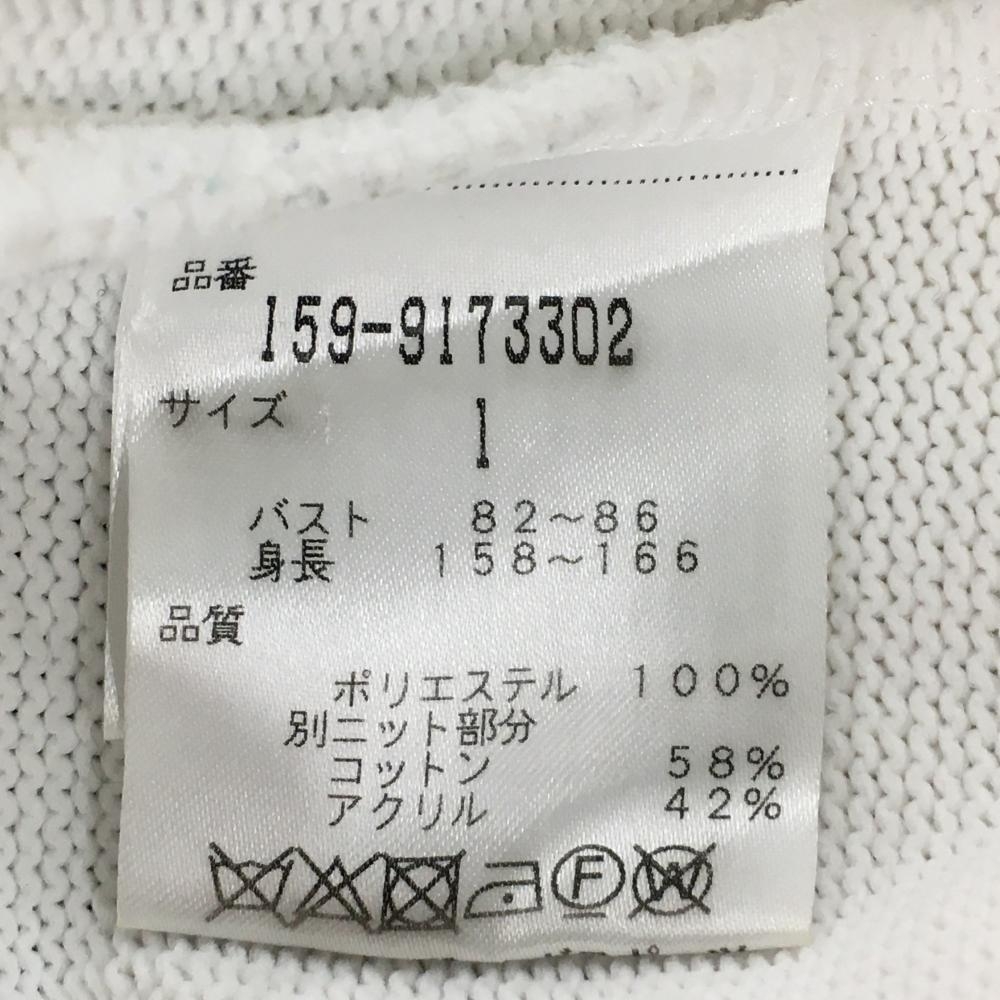 品番
159-9173302
サイズ
1
バスト 82～86
身長 158～166
品質
ポリエステル 100%
別ニット部分
コットン 58%
アクリル 42%
F
W